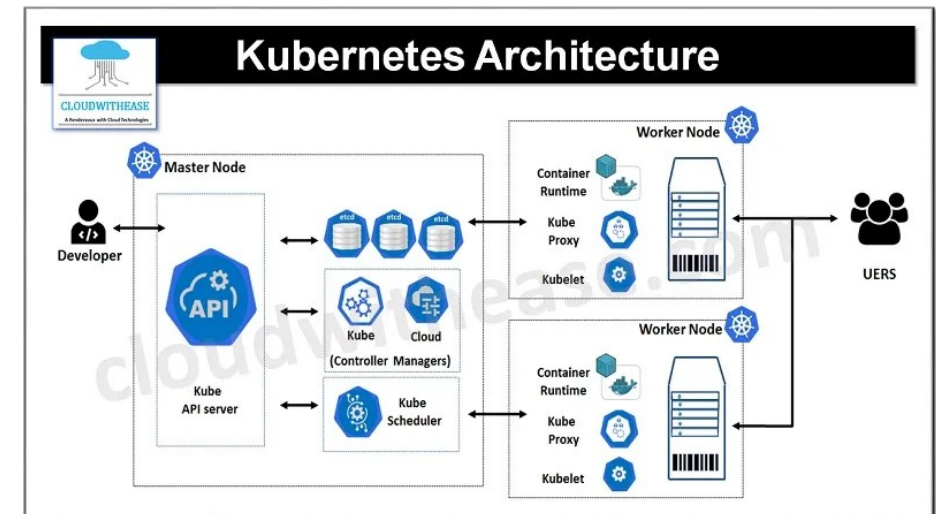 Kubernetes Architecture
CLOUDWITHEASE
A Rendezvous with Cloud Technologies
Master Node
Developer
API
Kube
API server
etcd
etcd
etcd
Kube
Cloud
(Controller Managers)
Kube
Scheduler
Worker Node
Container
Runtime
Kube
Proxy
Kubelet
Worker Node
Container
Runtime
Kube
Proxy
Kubelet
UERS
cloudwithease.com